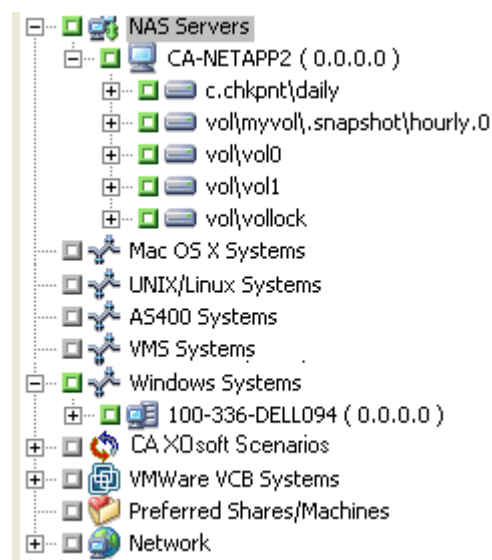 NAS Servers
CA-NETAPP2 ( 0.0.0.0 )
c.chkpnt\daily
vol\myvol\.snapshot\hourly.0
vol\vol0
vol\vol1
vol\vollock
Mac OS X Systems
UNIX/Linux Systems
AS400 Systems
VMS Systems
Windows Systems
100-336-DELL094 ( 0.0.0.0 )
CA XOsoft Scenarios
VMWare VCB Systems
Preferred Shares/Machines
Network